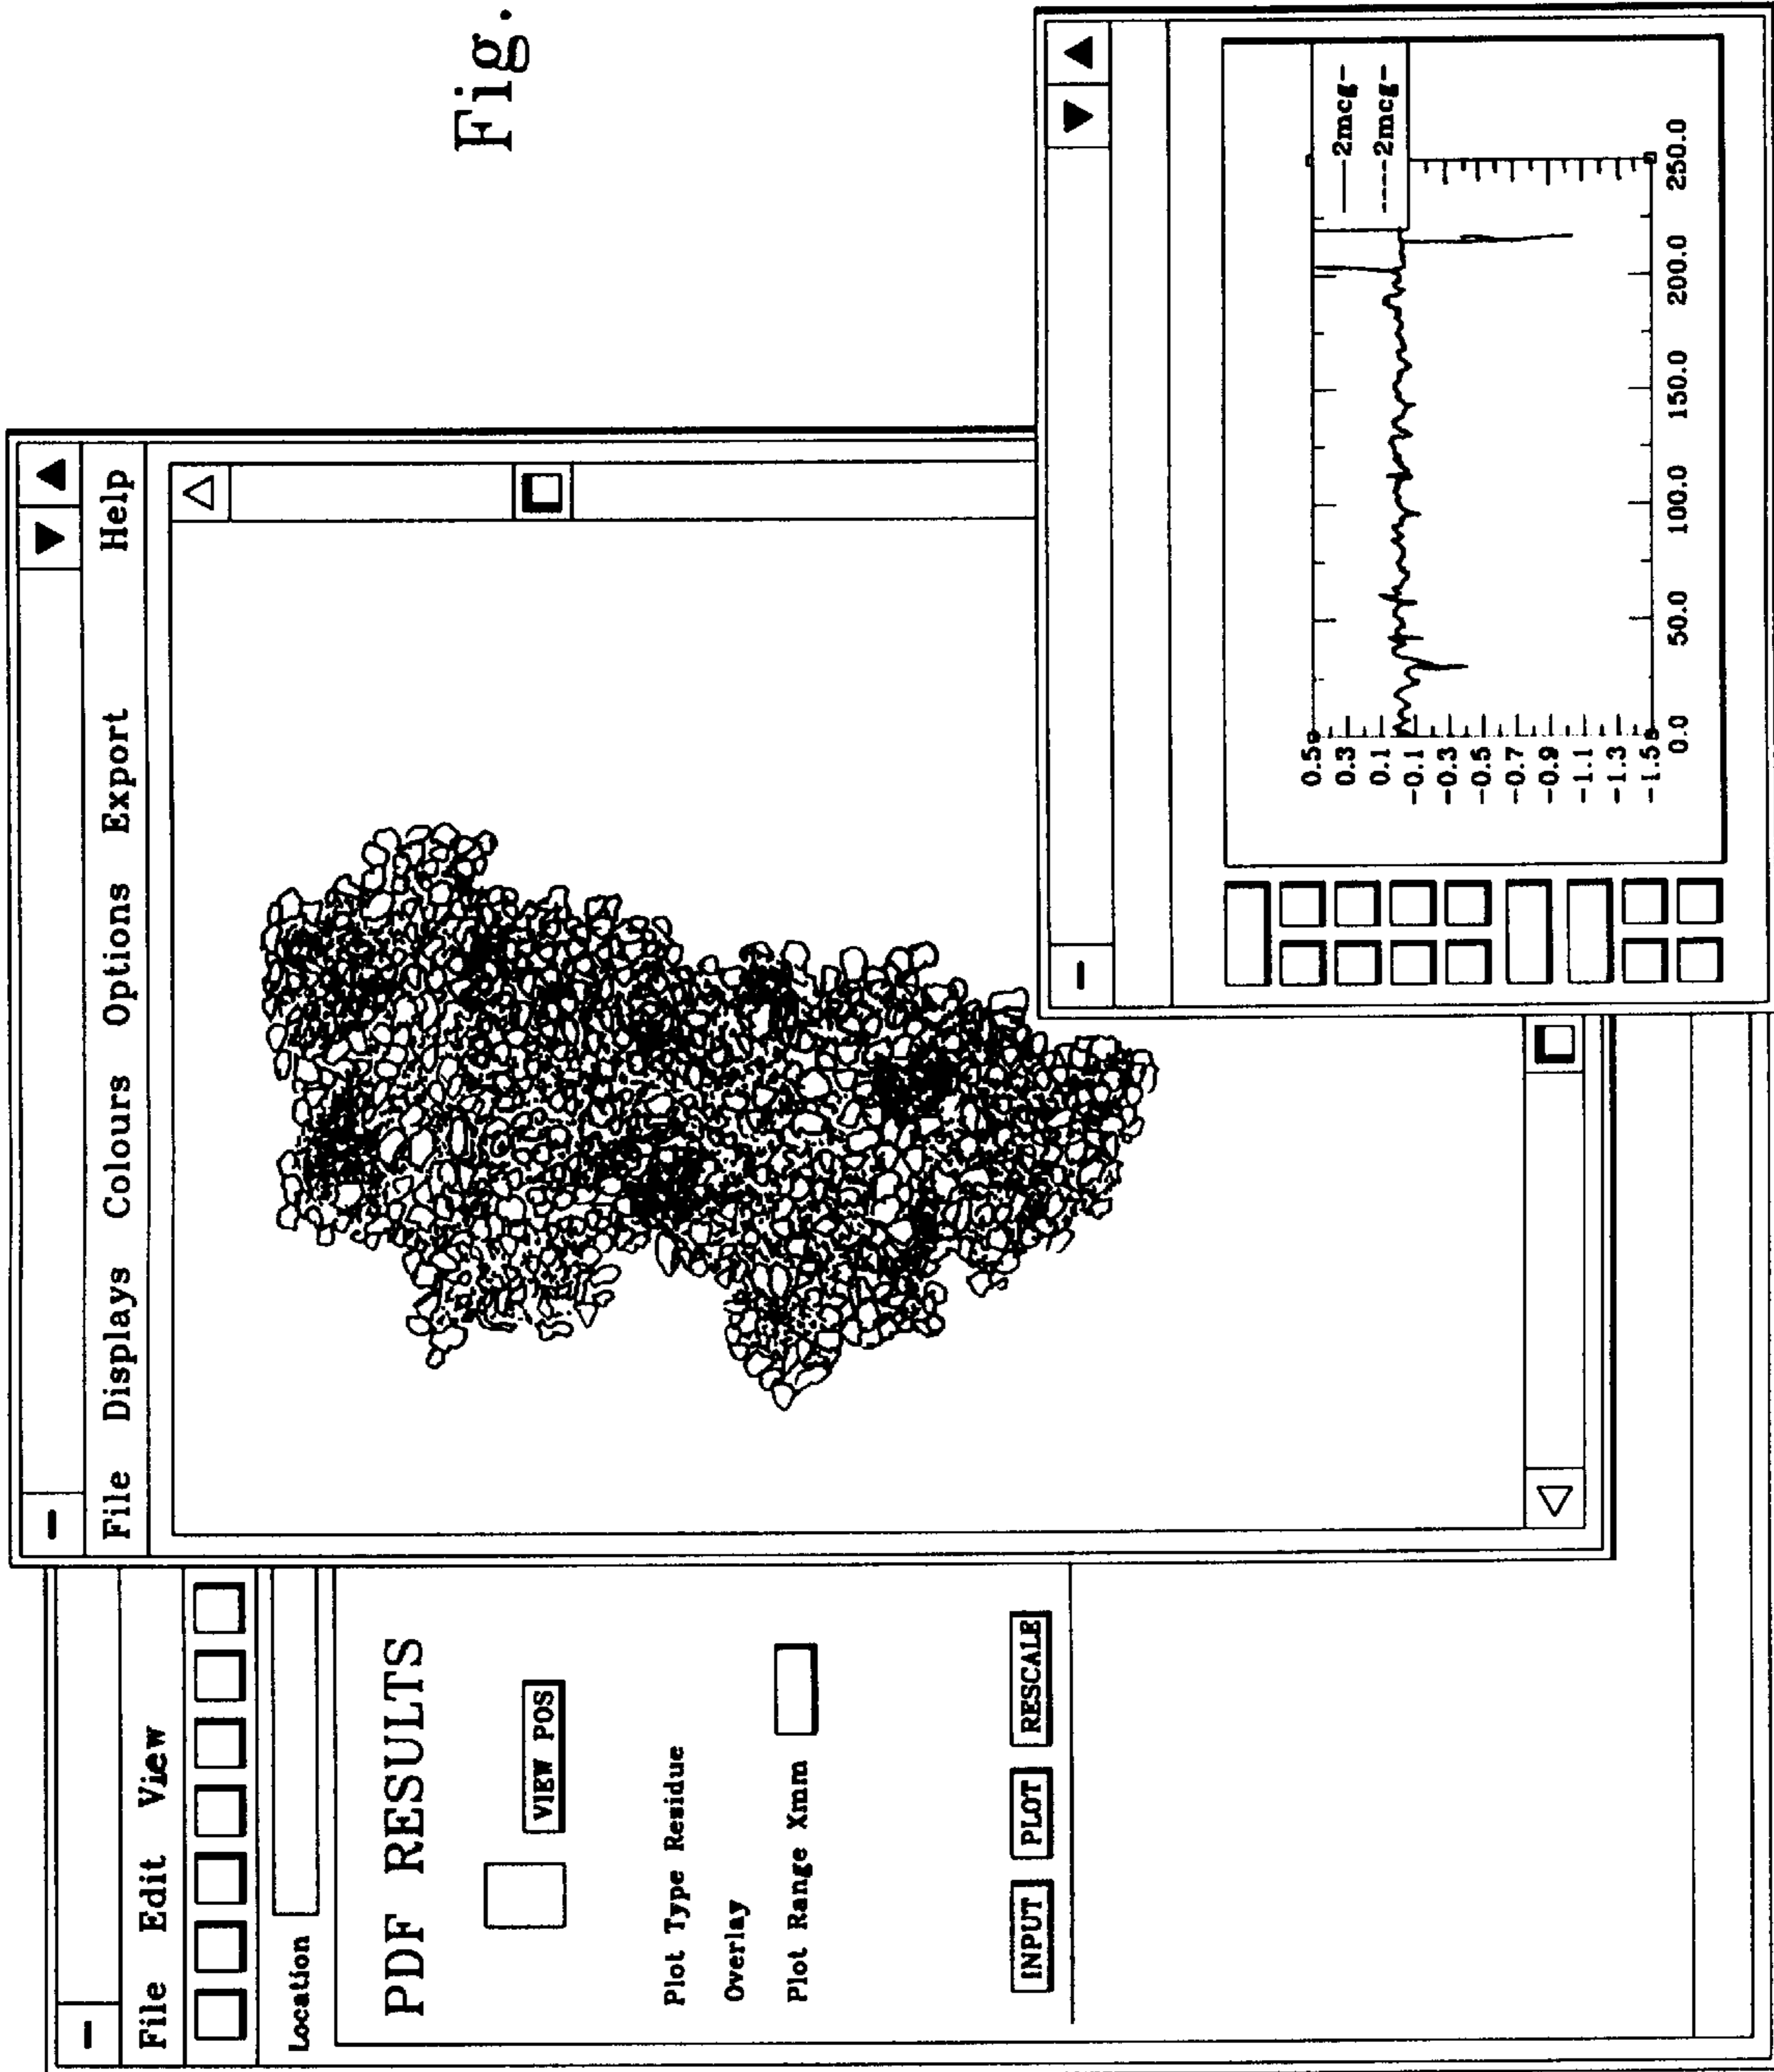 Fig.
File Displays Colours Options Export Help
File Edit View
Location
PDF RESULTS
VIEW POS
Plot Type Residue
Overlay
Plot Range Xmm
INPUT PLOT RESCALE
2mcg-
2mcg-
0.5
0.3
0.1
-0.1
-0.3
-0.5
-0.7
-0.9
-1.1
-1.3
-1.5
0.0 50.0 100.0 150.0 200.0 250.0